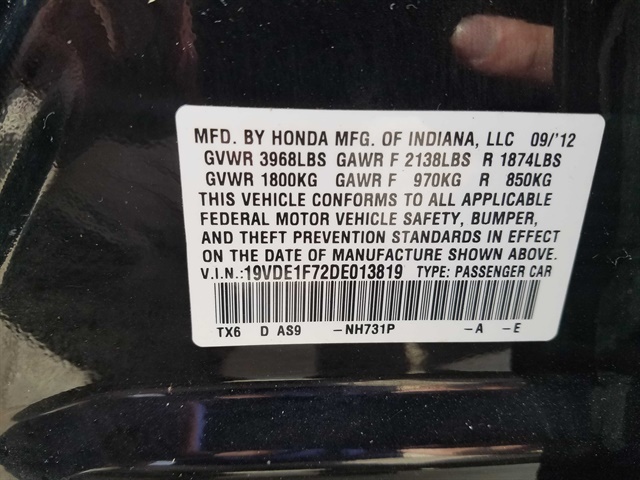 MFD. BY HONDA MFG. OF INDIANA, LLC 09/'12
GVWR 3968LBS GAWR F 2138LBS R 1874LBS
GVWR 1800KG GAWR F 970KG R 850KG
THIS VEHICLE CONFORMS TO ALL APPLICABLE
FEDERAL MOTOR VEHICLE SAFETY, BUMPER,
AND THEFT PREVENTION STANDARDS IN EFFECT
ON THE DATE OF MANUFACTURE SHOWN ABOVE.
V.I.N.:19VDE1F72DE013819 TYPE: PASSENGER CAR
TX6 D AS9 -NH731P -A -E